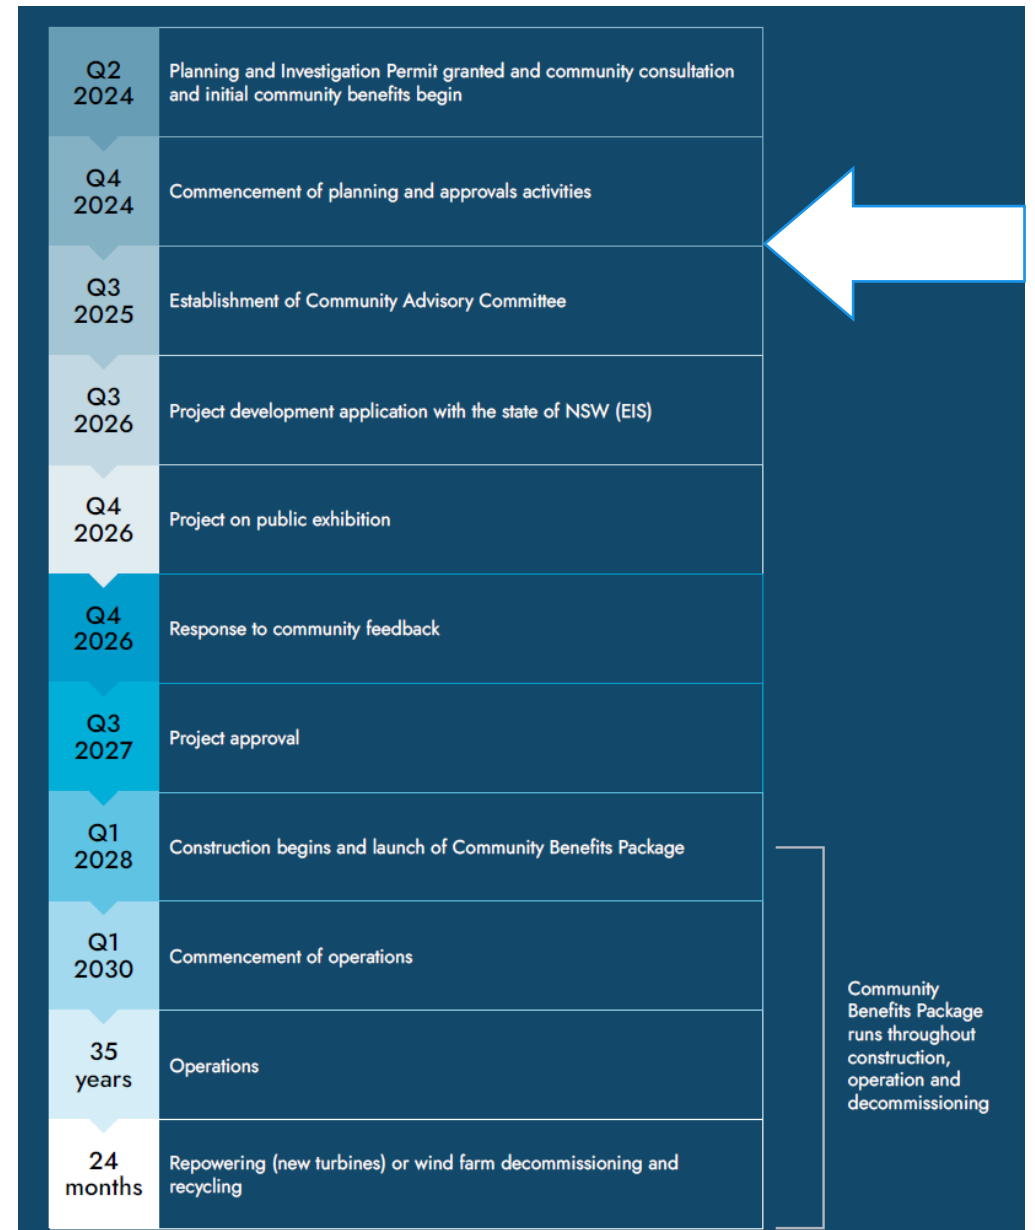 Q2
2024
Planning and Investigation Permit granted and community consultation
and initial community benefits begin
Q4
2024
Commencement of planning and approvals activities
Q3
2025
Establishment of Community Advisory Committee
Q3
2026
Project development application with the state of NSW (EIS)
Q4
2026
Project on public exhibition
Q4
2026
Response to community feedback
Q3
2027
Project approval
Q1
2028
Construction begins and launch of Community Benefits Package
Q1
2030
Commencement of operations
35
years
Operations
24
months
Repowering (new turbines) or wind farm decommissioning and
recycling
Community
Benefits Package
runs throughout
construction,
operation and
decommissioning